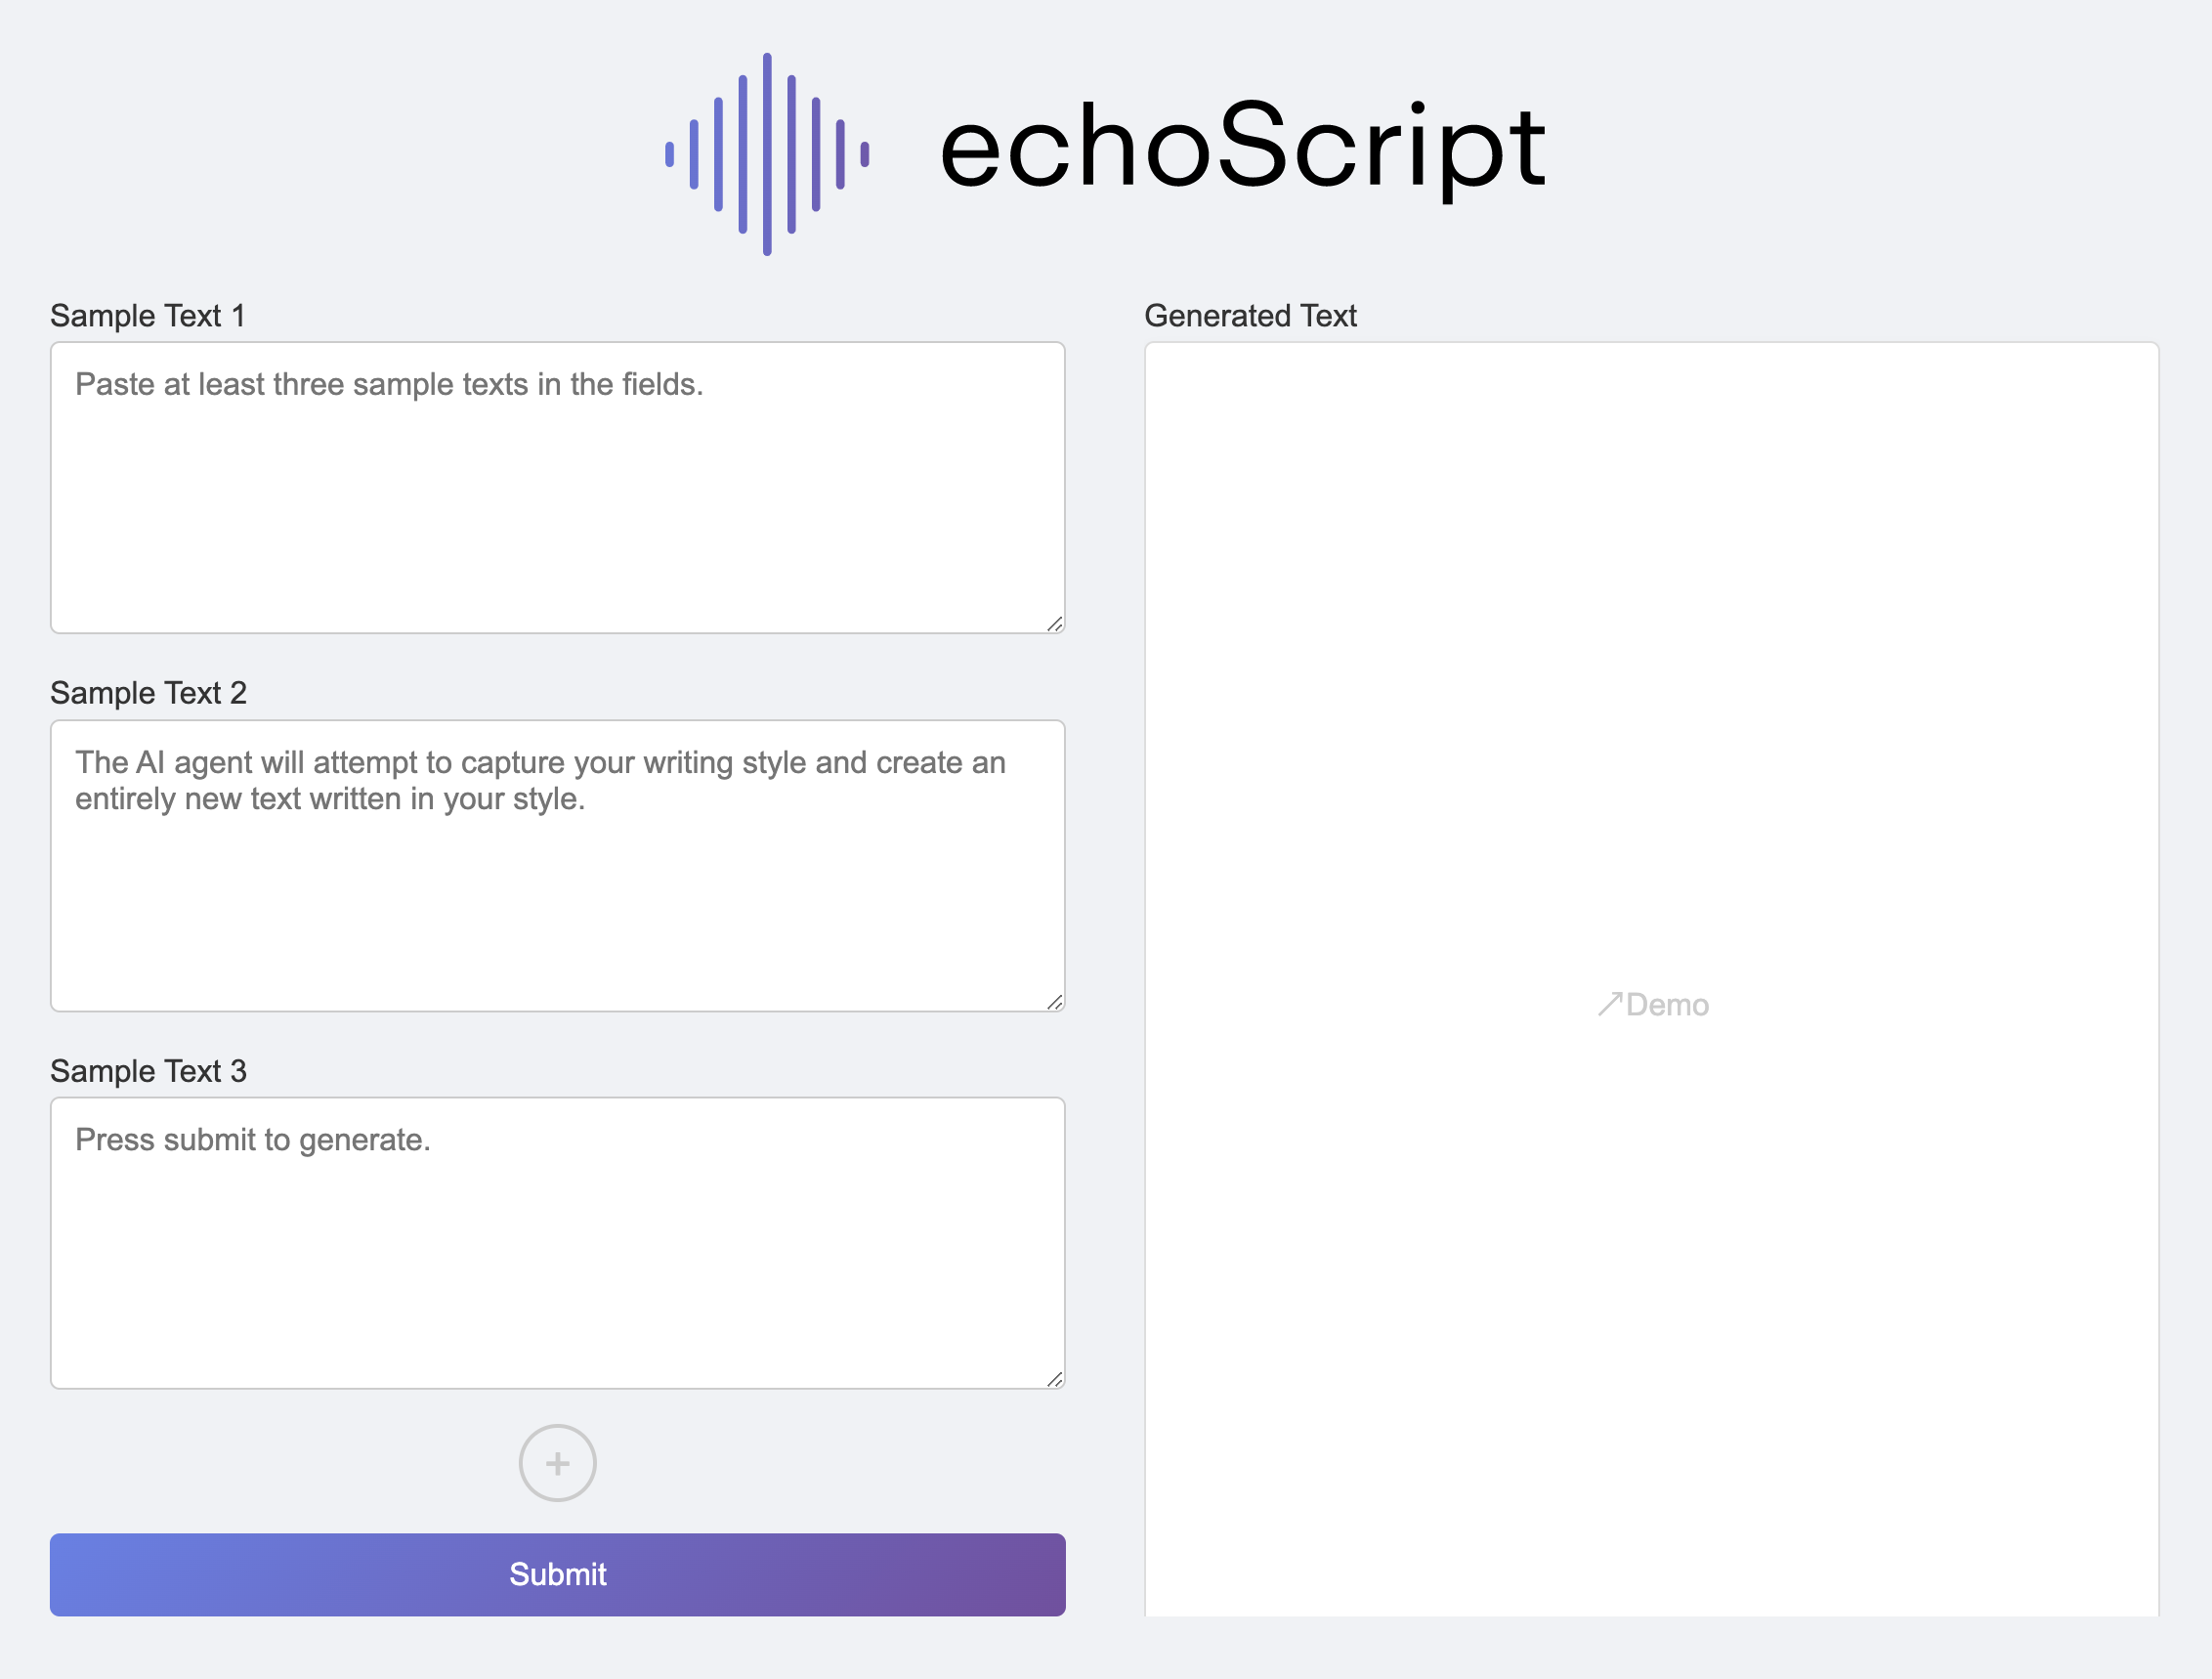 echoScript
Sample Text 1
Paste at least three sample texts in the fields.
Sample Text 2
The AI agent will attempt to capture your writing style and create an
entirely new text written in your style.
Sample Text 3
Press submit to generate.
+
Submit
Generated Text
↗Demo